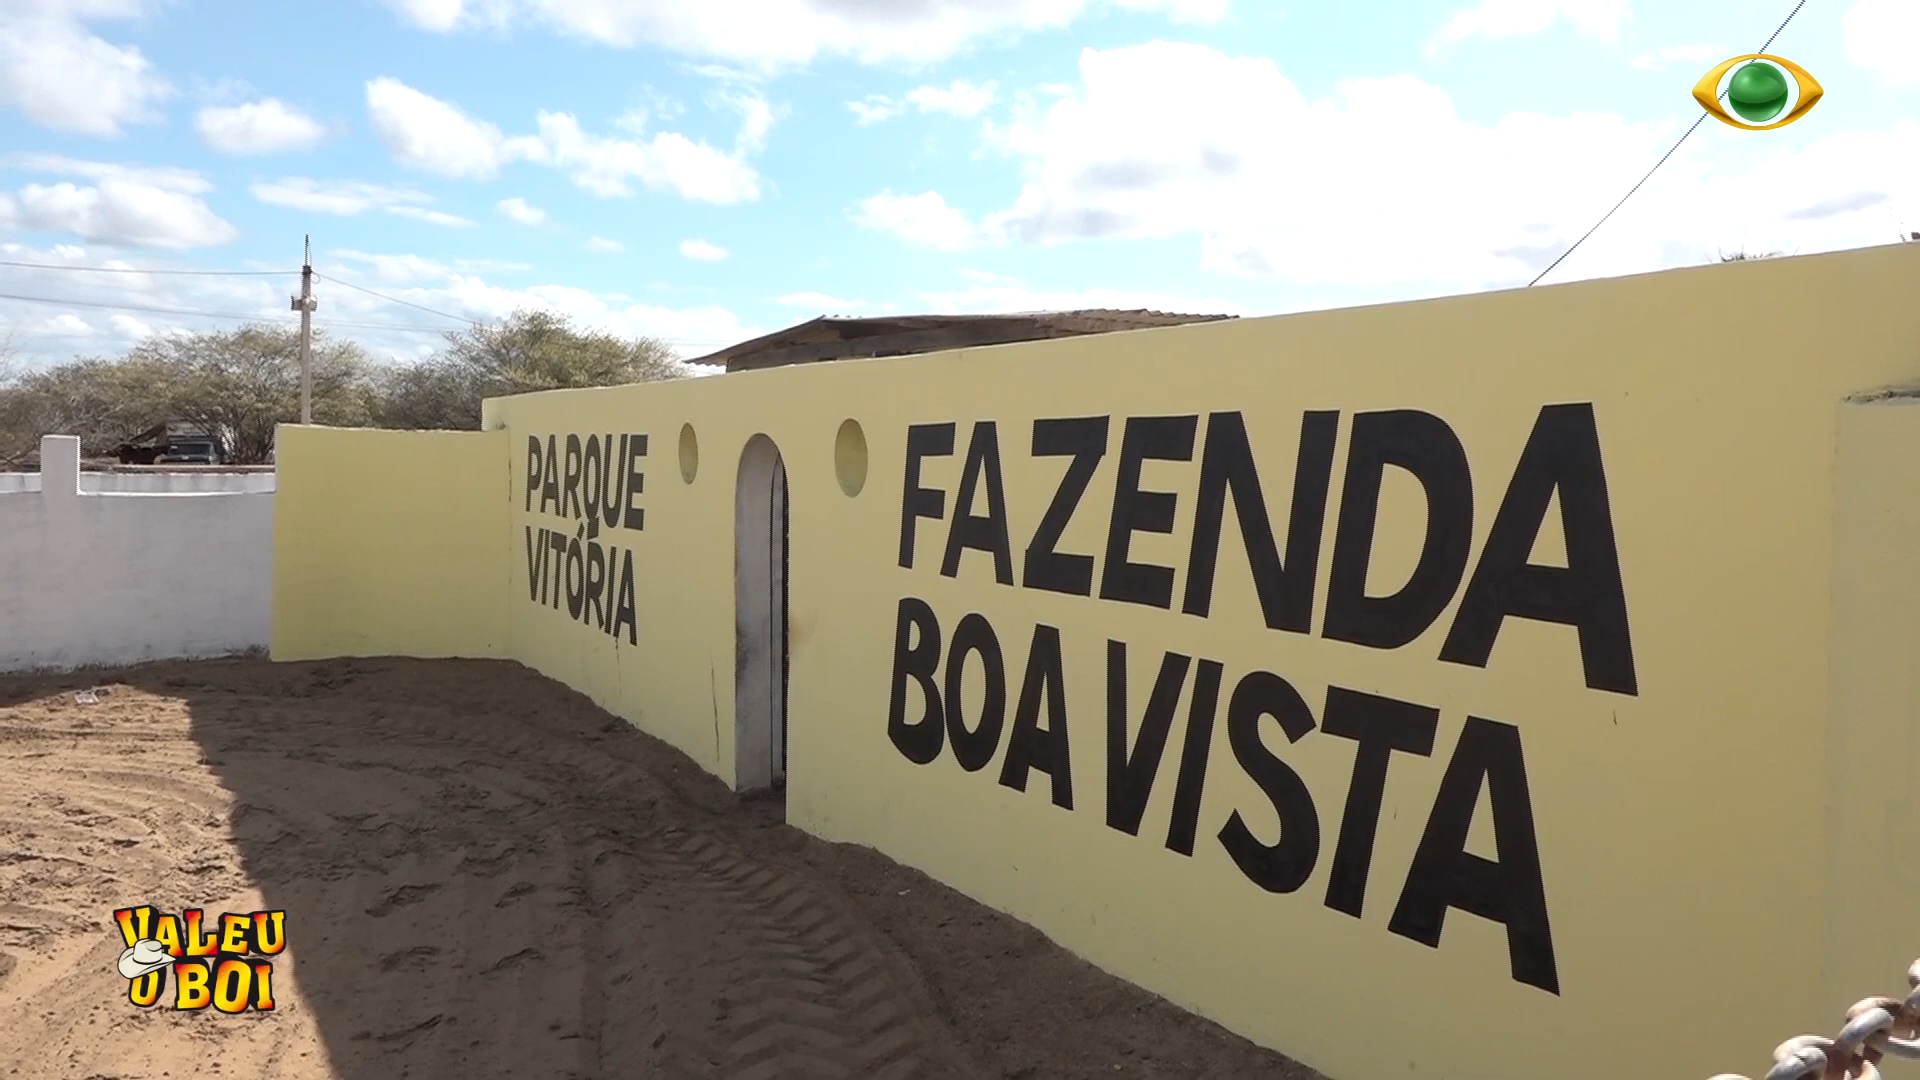 PARQUE
VITÓRIA
FAZENDA
BOA VISTA
VALEU
O BOI